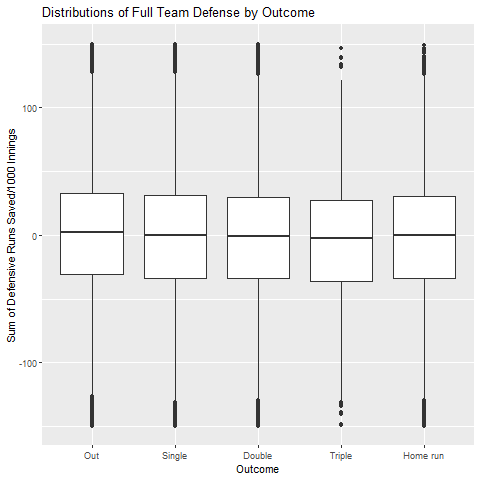 Distributions of Full Team Defense by Outcome
Sum of Defensive Runs Saved/1000 Innings
100
0
-100
Out Single Double Triple Home run
Outcome